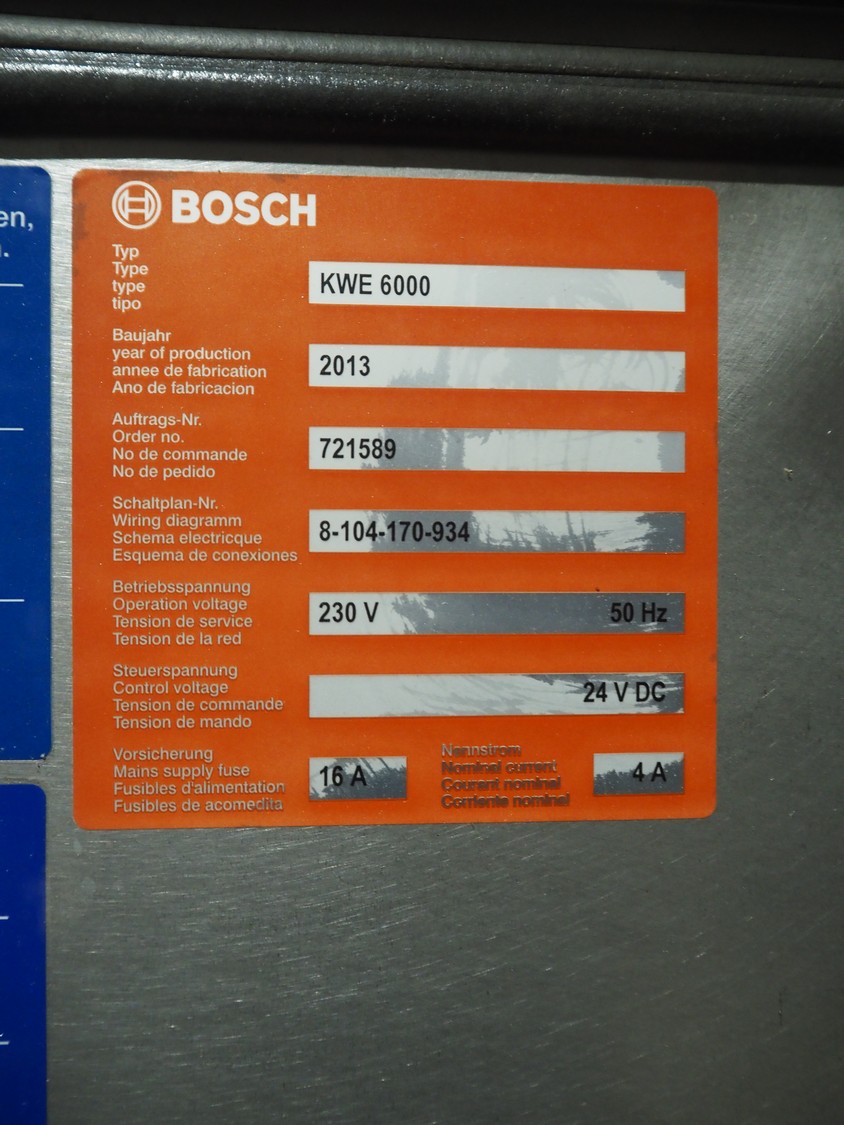 en,
BOSCH
Typ
Type
type
tipo
KWE 6000
Baujahr
year of production
annee de fabrication
Ano de fabricacion
2013
Auftrags-Nr.
Order no.
No de commande
No de pedido
721589
Schaltplan-Nr.
Wiring diagramm
Schema electricque
Esquema de conexiones
8-104-170-934
Betriebsspannung
Operation voltage
Tension de service
Tension de la red
230 V 50 Hz
Steuerspannung
Control voltage
Tension de commande
Tension de mando
24 V DC
Vorsicherung
Mains supply fuse
Fusibles d'alimentation
Fusibles de acomedita
16 A
Nennstrom
Nominal current
Courant nominal
Corriente nominal
4 A